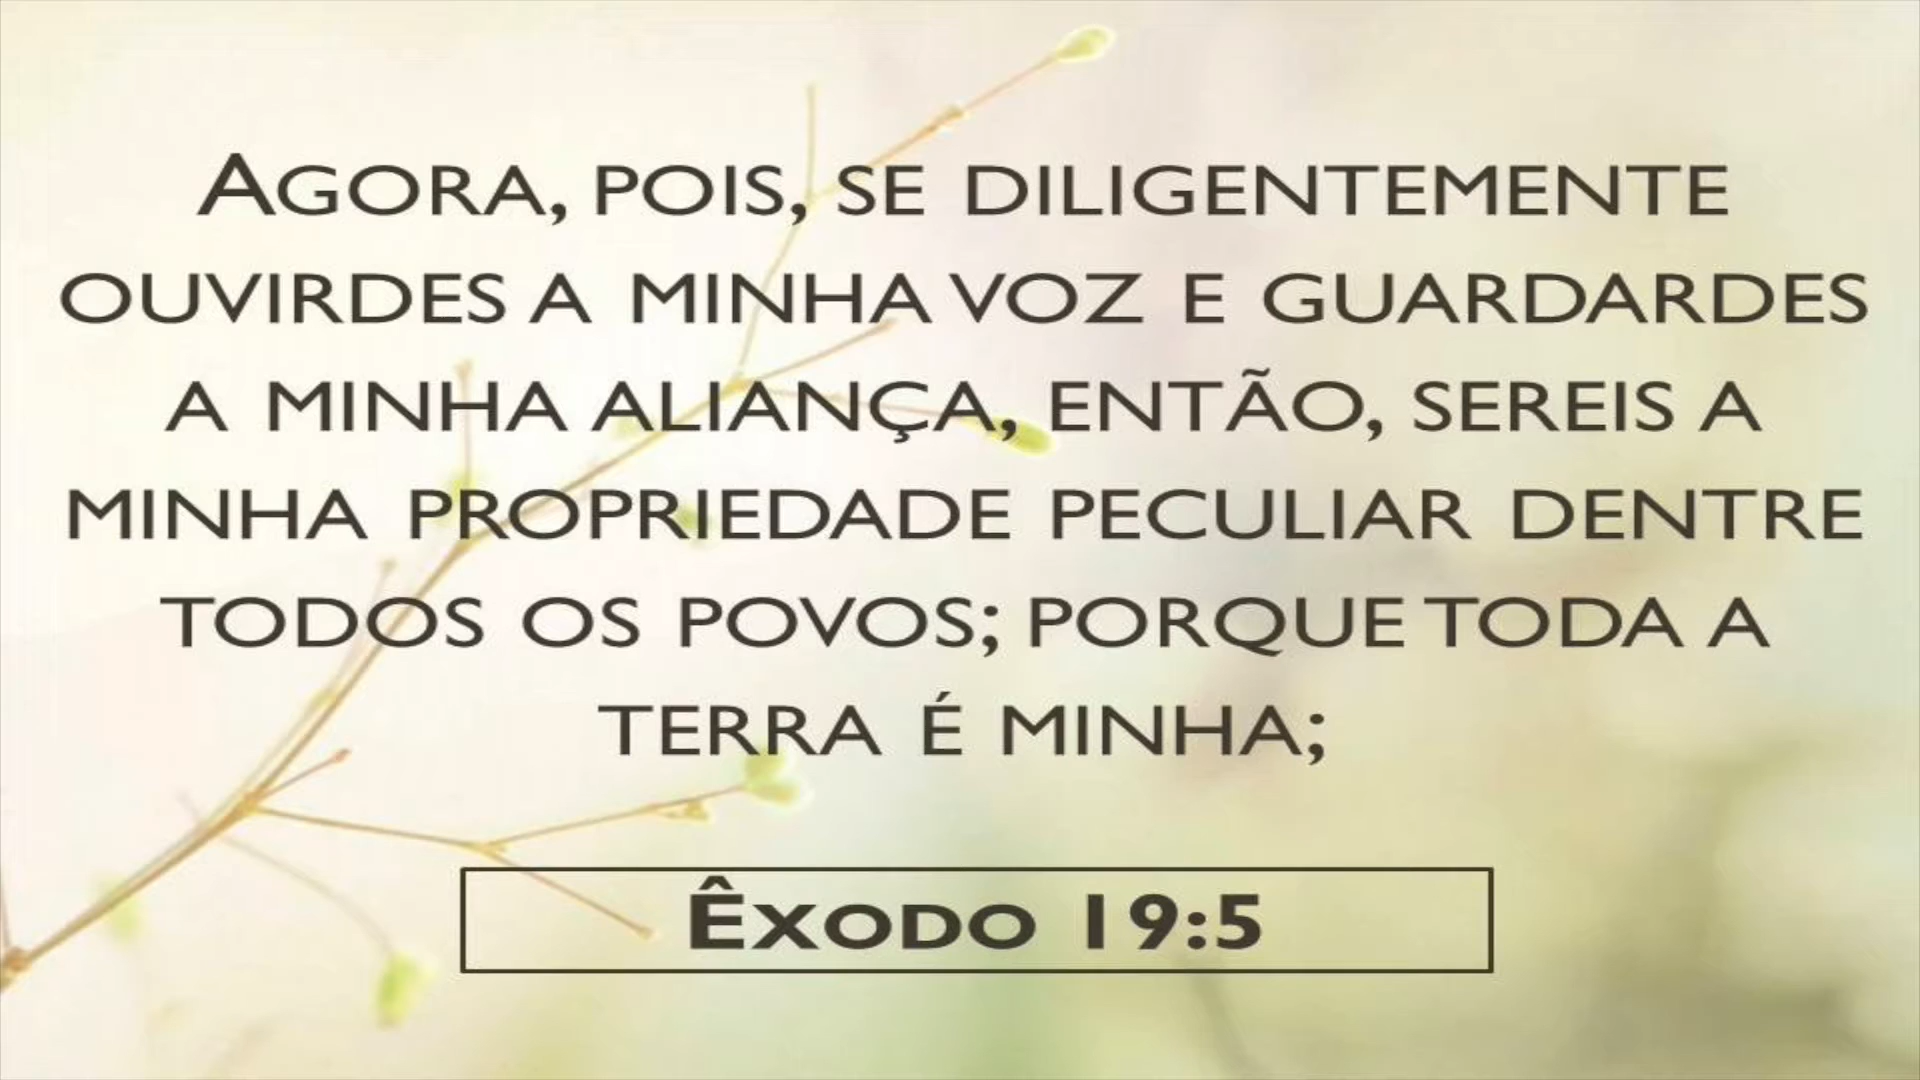 AGORA, POIS, SE DILIGENTEMENTE
OUVIRDES A MINHA VOZ E GUARDARDES
A MINHA ALIANÇA, ENTÃO, SEREIS A
MINHA PROPRIEDADE PECULIAR DENTRE
TODOS OS POVOS; PORQUE TODA A
TERRA É MINHA;
ÊXODO 19:5